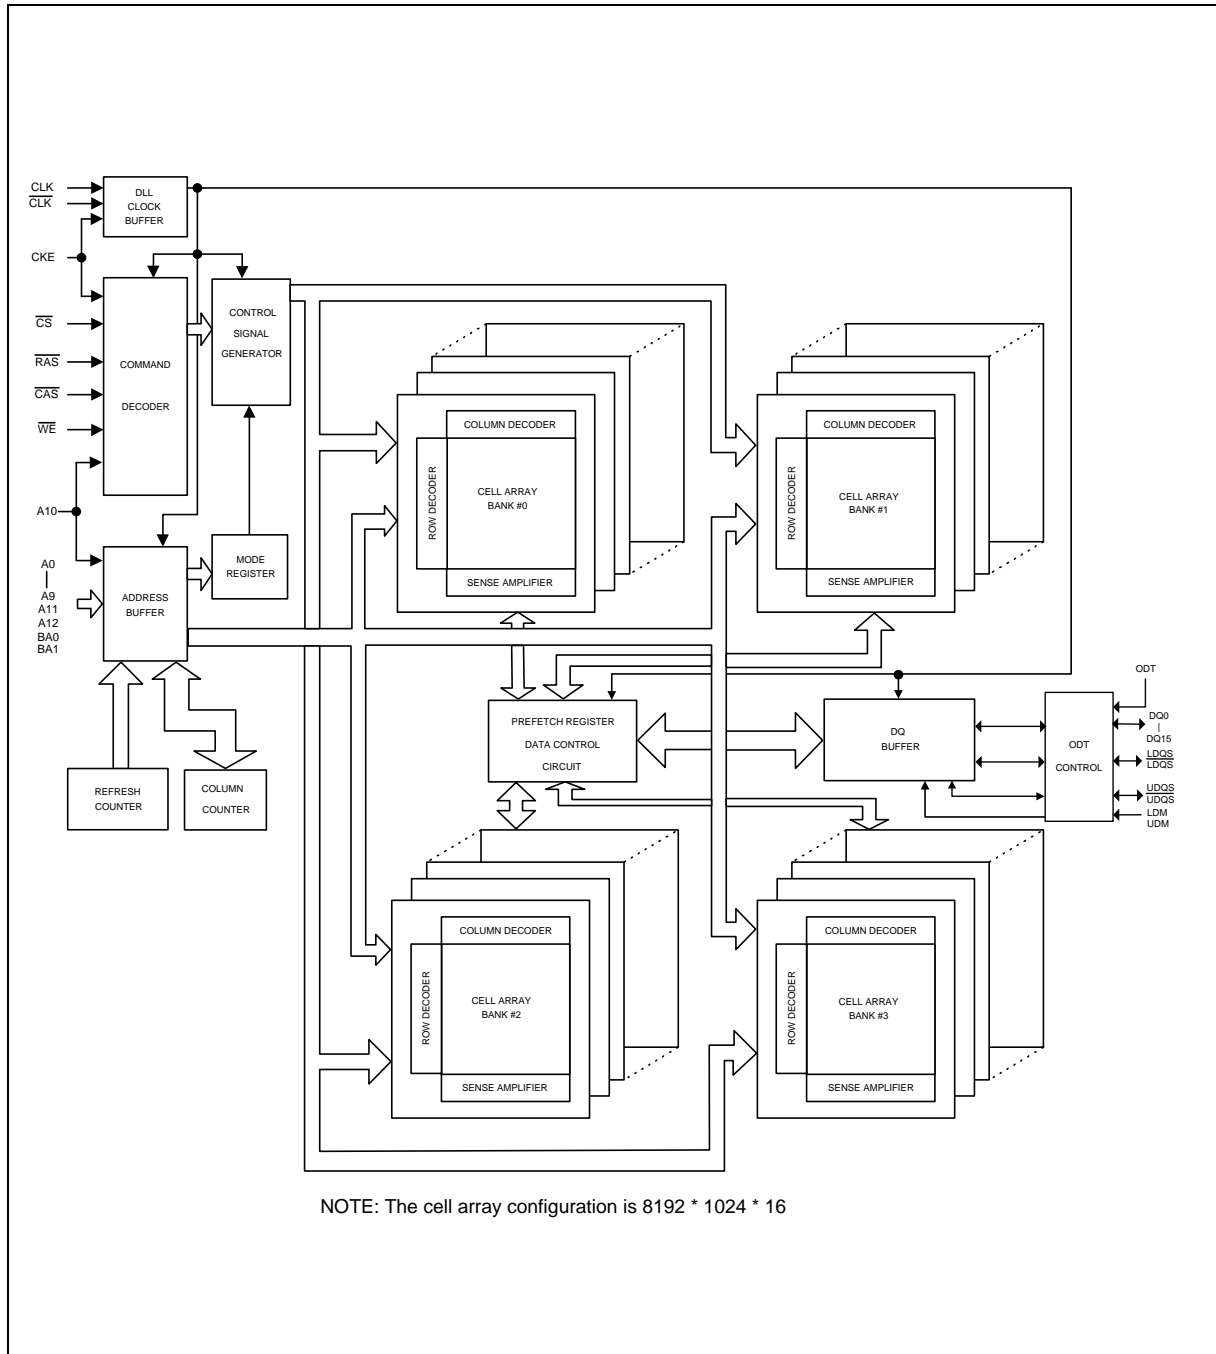 CLK
CLK
DLL
CLOCK
BUFFER
CKE
CS
RAS
CAS
WE
COMMAND
DECODER
CONTROL
SIGNAL
GENERATOR
A10
A0
A9
A11
A12
BA0
BA1
ADDRESS
BUFFER
MODE
REGISTER
REFRESH
COUNTER
COLUMN
COUNTER
COLUMN DECODER
ROW DECODER
CELL ARRAY
BANK #0
SENSE AMPLIFIER
COLUMN DECODER
ROW DECODER
CELL ARRAY
BANK #1
SENSE AMPLIFIER
PREFETCH REGISTER
DATA CONTROL
CIRCUIT
DQ
BUFFER
ODT
CONTROL
ODT
DQ0
DQ15
LDQS
LDQS
UDQS
UDQS
LDM
UDM
COLUMN DECODER
ROW DECODER
CELL ARRAY
BANK #2
SENSE AMPLIFIER
COLUMN DECODER
ROW DECODER
CELL ARRAY
BANK #3
SENSE AMPLIFIER
NOTE: The cell array configuration is 8192 * 1024 * 16